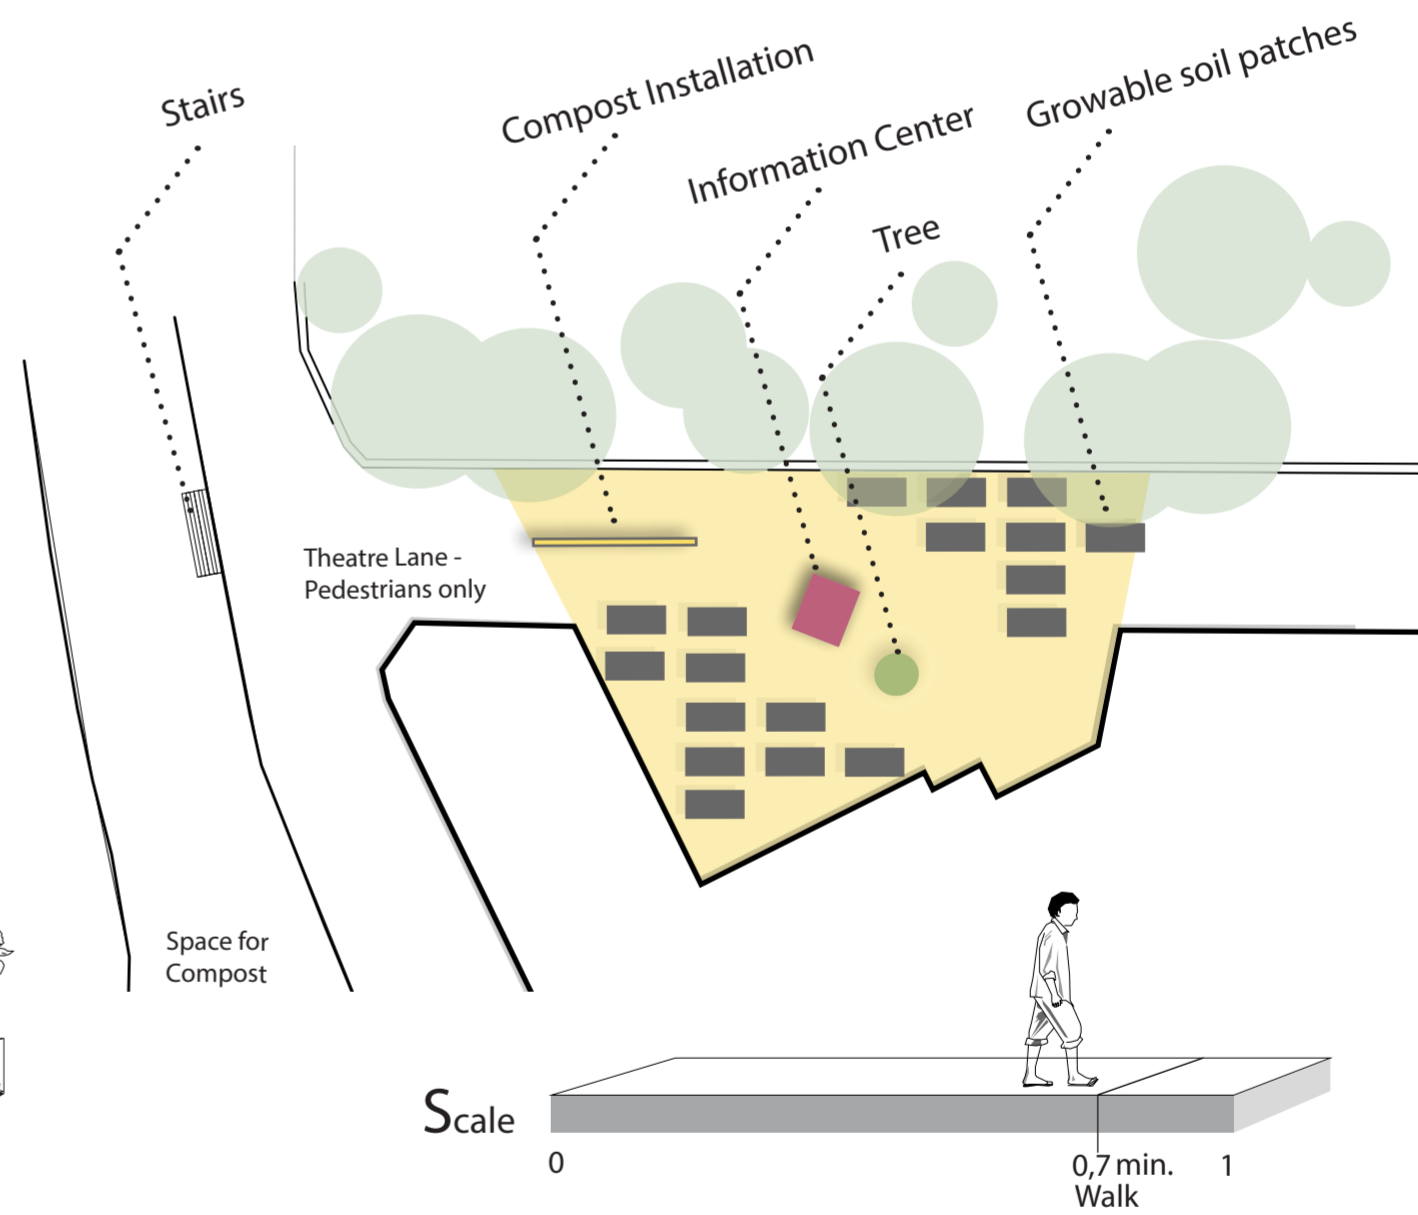 Stairs
Compost Installation
Information Center
Tree
Growable soil patches
Theatre Lane -
Pedestrians only
Space for
Compost
Scale
0
0,7 min.
Walk
1